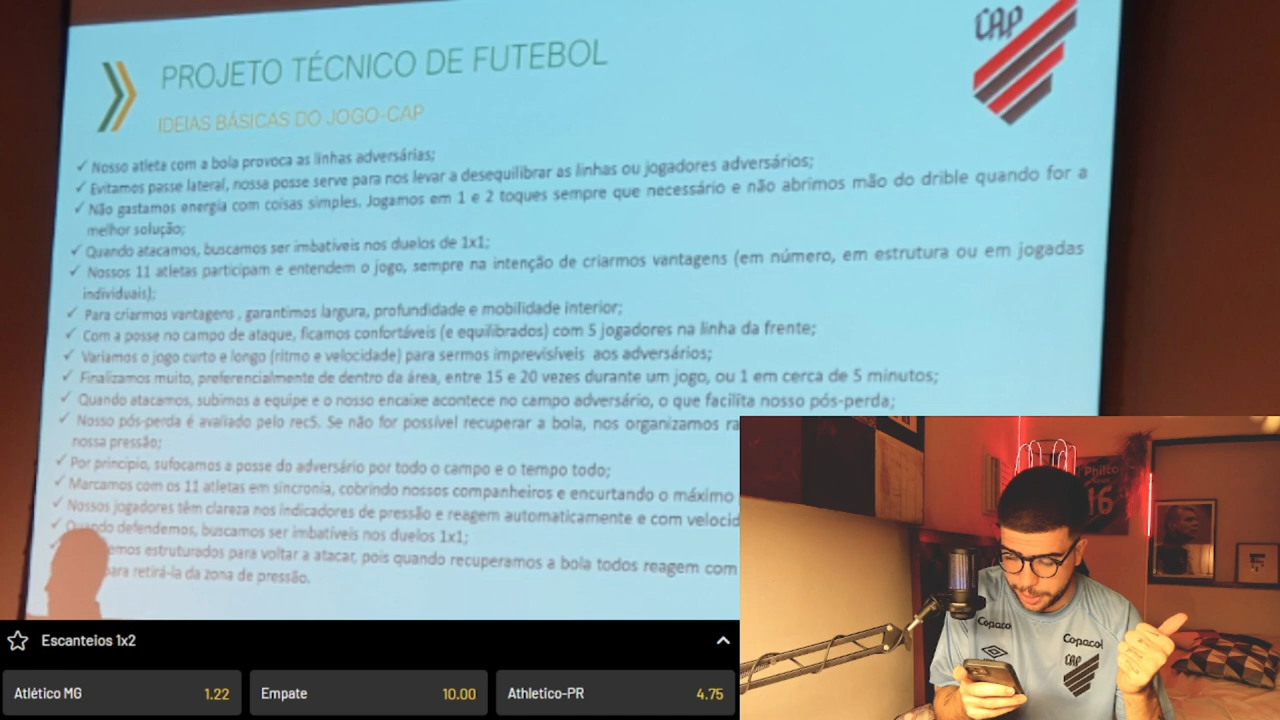 CAP
PROJETO TÉCNICO DE FUTEBOL
IDEIAS BÁSICAS DO JOGO-CAP
✓ Nosso atleta com a bola provoca as linhas adversárias;
✓ Evitamos passe lateral, nossa posse serve para nos levar a desequilibrar as linhas ou jogadores adversários;
✓ Não gastamos energia com coisas simples. Jogamos em 1 e 2 toques sempre que necessário e não abrimos mão do drible quando for a
melhor solução;
✓ Quando atacamos, buscamos ser imbatíveis nos duelos de 1x1;
✓ Nossos 11 atletas participam e entendem o jogo, sempre na intenção de criarmos vantagens (em número, em estrutura ou em jogadas
individuais);
✓ Para criarmos vantagens , garantimos largura, profundidade e mobilidade interior;
✓ Com a posse no campo de ataque, ficamos confortáveis (e equilibrados) com 5 jogadores na linha da frente;
✓ Variamos o jogo curto e longo (ritmo e velocidade) para sermos imprevisíveis aos adversários;
✓ Finalizamos muito, preferencialmente de dentro da área, entre 15 e 20 vezes durante um jogo, ou 1 em cerca de 5 minutos;
✓ Quando atacamos, subimos a equipe e o nosso encaixe acontece no campo adversário, o que facilita nosso pós-perda;
✓ Nosso pós-perda é avaliado pelo rec5. Se não for possível recuperar a bola, nos organizamos ra
nossa pressão;
✓ Por princípio, sufocamos a posse do adversário por todo o campo e o tempo todo;
✓ Marcamos com os 11 atletas em sincronia, cobrindo nossos companheiros e encurtando o máximo
✓ Nossos jogadores têm clareza nos indicadores de pressão e reagem automaticamente e com velocid
✓ Quando defendemos, buscamos ser imbatíveis nos duelos 1x1;
emos estruturados para voltar a atacar, pois quando recuperamos a bola todos reagem com
para retirá-la da zona de pressão.
Philco
16
Copacol
Copacol
CAP
Escanteios 1x2
Atlético MG 1.22
Empate 10.00
Athletico-PR 4.75